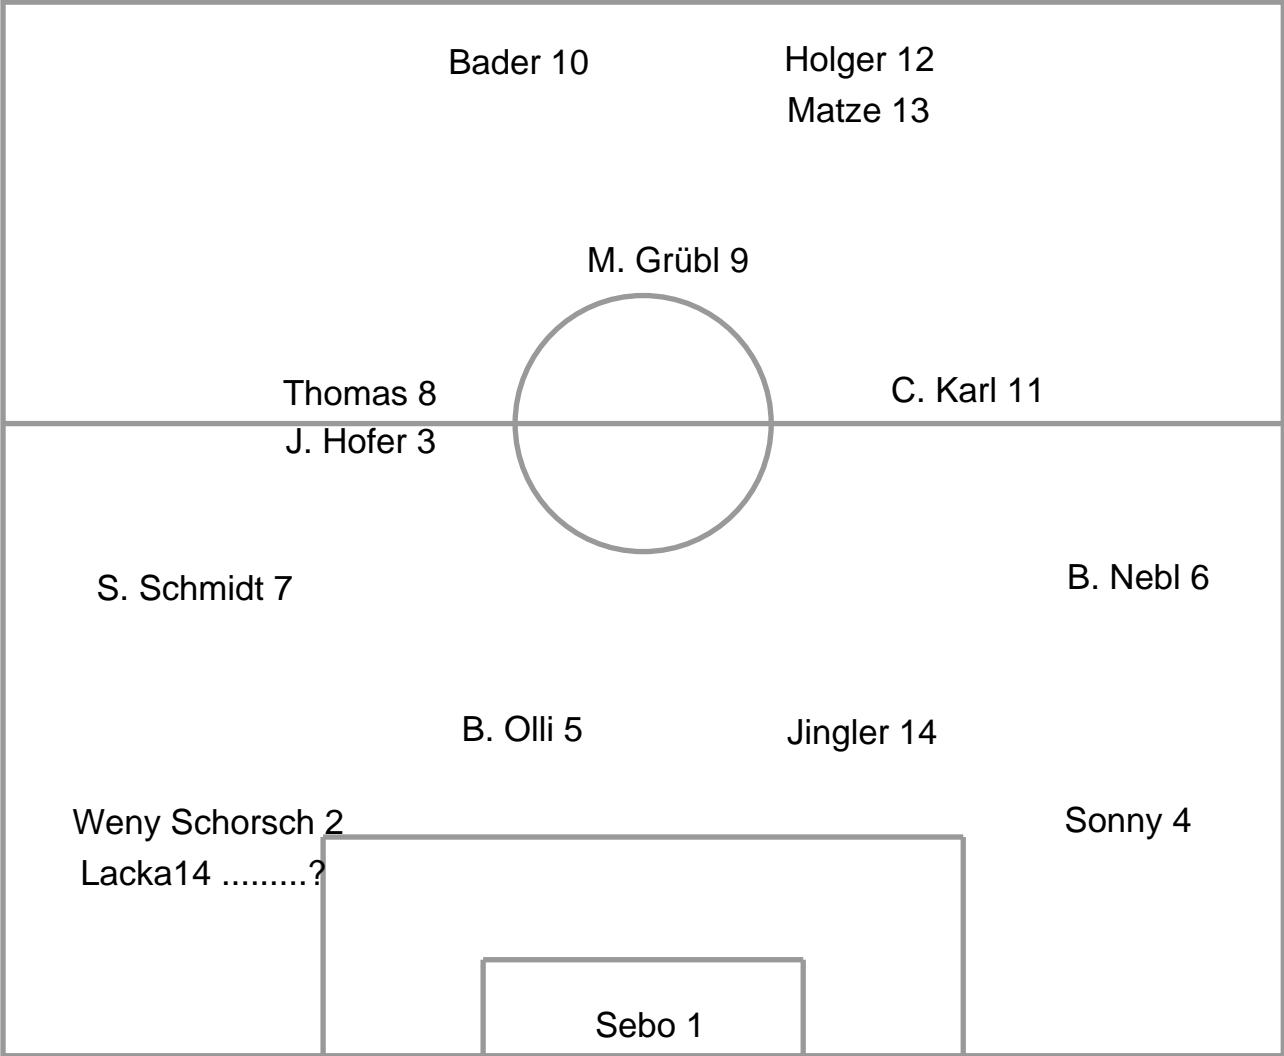 Bader 10
Holger 12
Matze 13
M. Grübl 9
Thomas 8
C. Karl 11
J. Hofer 3
S. Schmidt 7
B. Nebl 6
B. Olli 5
Jingler 14
Weny Schorsch 2
Sonny 4
Lacka14 .........?
Sebo 1